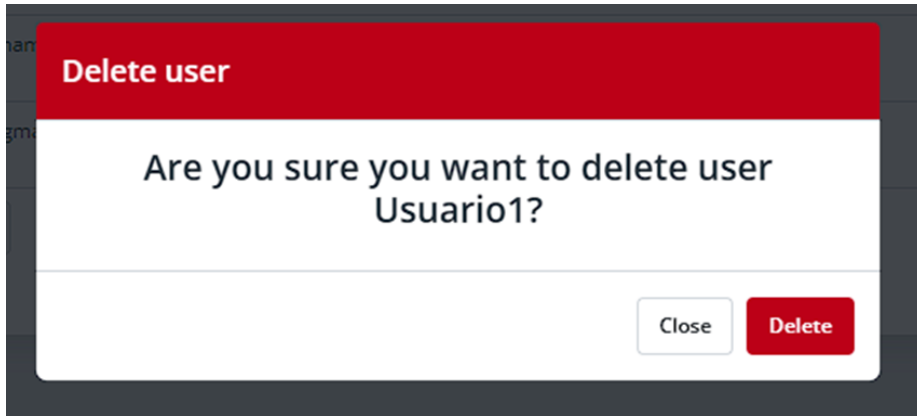 Delete user
Are you sure you want to delete user
Usuario1?
Close
Delete